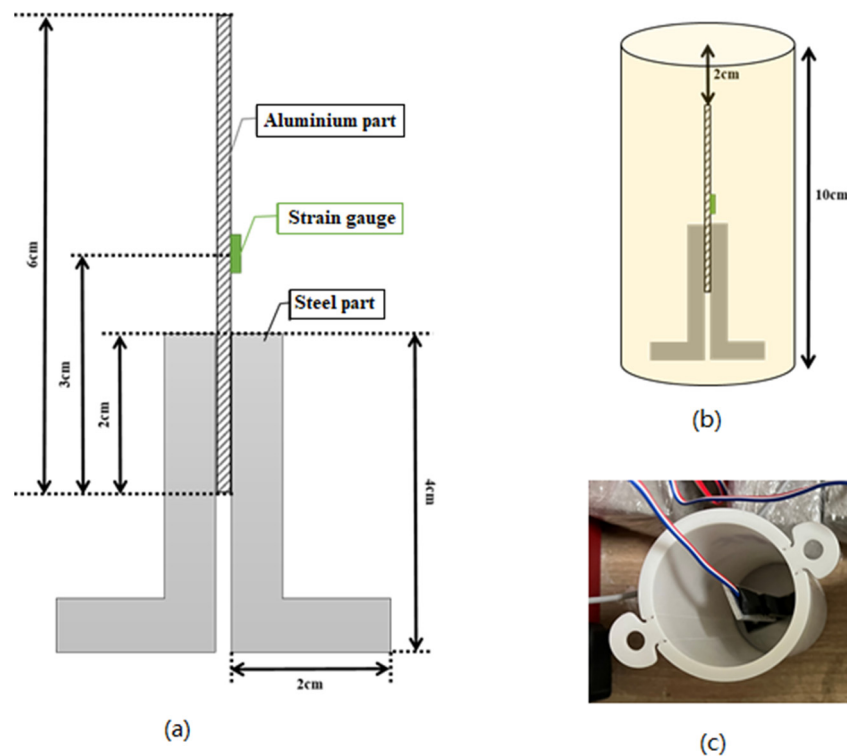 Aluminium part
Strain gauge
Steel part
6cm
3cm
2cm
4cm
2cm
(a)
2cm
10cm
(b)
(c)